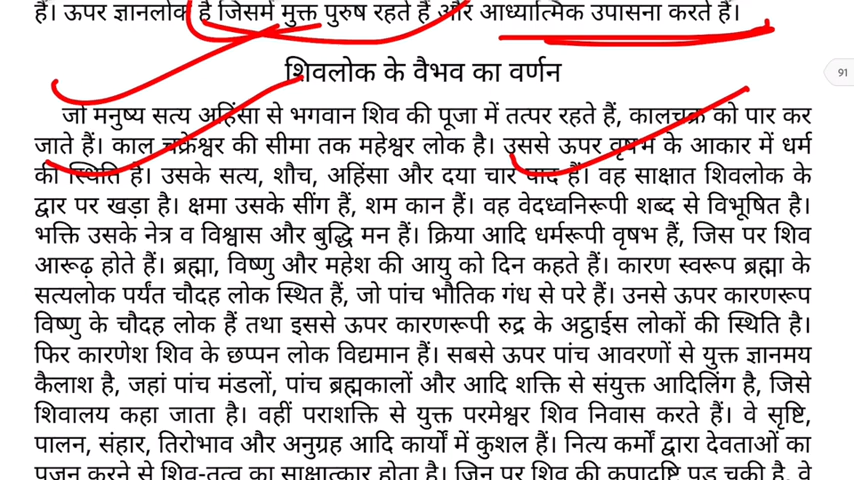 हैं। ऊपर ज्ञानलोक है जिसमें मुक्त पुरुष रहते हैं और आध्यात्मिक उपासना करते हैं।
शिवलोक के वैभव का वर्णन
91
जो मनुष्य सत्य अहिंसा से भगवान शिव की पूजा में तत्पर रहते हैं, कालचक्र को पार कर
जाते हैं। काल चक्रेश्वर की सीमा तक महेश्वर लोक है। उससे ऊपर वृषभ के आकार में धर्म
की स्थिति है। उसके सत्य, शौच, अहिंसा और दया चार पाद हैं। वह साक्षात शिवलोक के
द्वार पर खड़ा है। क्षमा उसके सींग हैं, शम कान हैं। वह वेदध्वनिरूपी शब्द से विभूषित है।
भक्ति उसके नेत्र व विश्वास और बुद्धि मन हैं। क्रिया आदि धर्मरूपी वृषभ हैं, जिस पर शिव
आरूढ़ होते हैं। ब्रह्मा, विष्णु और महेश की आयु को दिन कहते हैं। कारण स्वरूप ब्रह्मा के
सत्यलोक पर्यंत चौदह लोक स्थित हैं, जो पांच भौतिक गंध से परे हैं। उनसे ऊपर कारणरूप
विष्णु के चौदह लोक हैं तथा इससे ऊपर कारणरूपी रुद्र के अट्ठाईस लोकों की स्थिति है।
फिर कारणेश शिव के छप्पन लोक विद्यमान हैं। सबसे ऊपर पांच आवरणों से युक्त ज्ञानमय
कैलाश है, जहां पांच मंडलों, पांच ब्रह्मकालों और आदि शक्ति से संयुक्त आदिलिंग है, जिसे
शिवालय कहा जाता है। वहीं पराशक्ति से युक्त परमेश्वर शिव निवास करते हैं। वे सृष्टि,
पालन, संहार, तिरोभाव और अनुग्रह आदि कार्यों में कुशल हैं। नित्य कर्मों द्वारा देवताओं का
पूजन करने से शिव-तत्व का साक्षात्कार होता है। जिन पर शिव की कृपादृष्टि पड़ चुकी है, वे